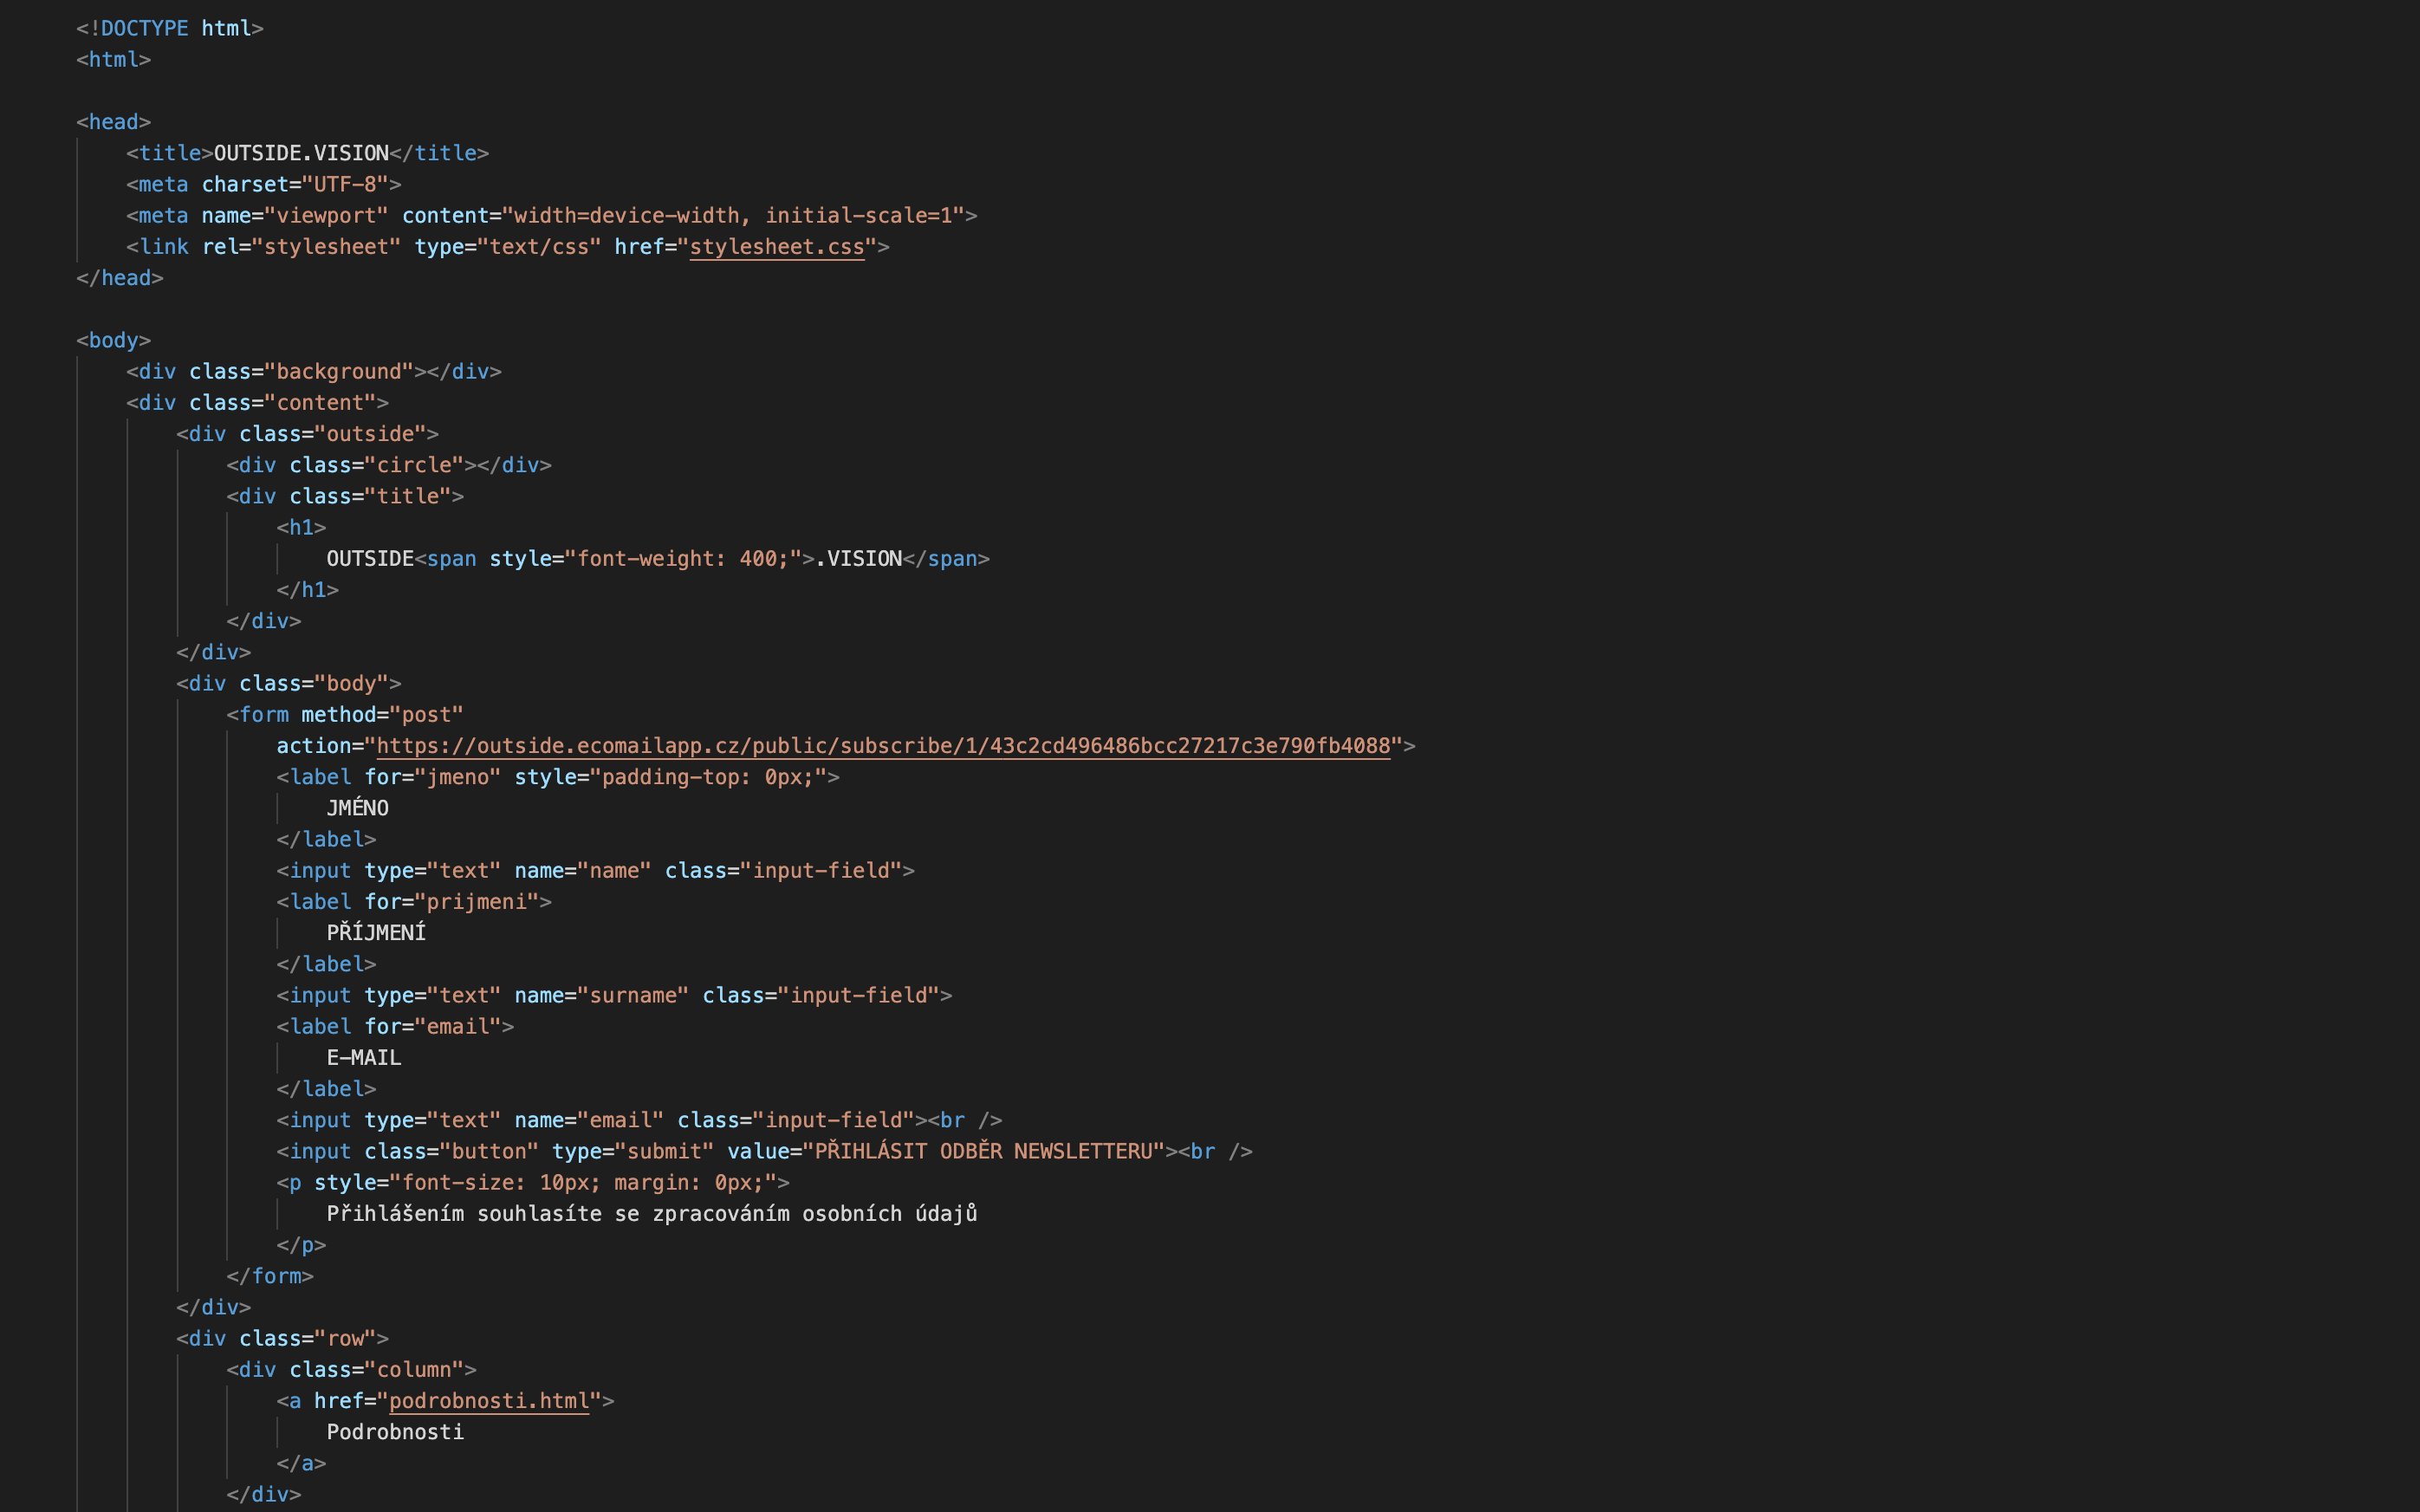 <!DOCTYPE html>
<html>
<head>
<title>OUTSIDE.VISION</title>
<meta charset="UTF-8">
<meta name="viewport" content="width=device-width, initial-scale=1">
<link rel="stylesheet" type="text/css" href="stylesheet.css">
</head>
<body>
<div class="background"></div>
<div class="content">
<div class="outside">
<div class="circle"></div>
<div class="title">
<h1>
OUTSIDE<span style="font-weight: 400;">.VISION</span>
</h1>
</div>
</div>
<div class="body">
<form method="post"
action="https://outside.ecomailapp.cz/public/subscribe/1/43c2cd496486bcc27217c3e790fb4088">
<label for="jmeno" style="padding-top: 0px;">
JMÉNO
</label>
<input type="text" name="name" class="input-field">
<label for="prijmeni">
PŘÍJMENÍ
</label>
<input type="text" name="surname" class="input-field">
<label for="email">
E-MAIL
</label>
<input type="text" name="email" class="input-field"><br />
<input class="button" type="submit" value="PŘIHLÁSIT ODBĚR NEWSLETTERU"><br />
<p style="font-size: 10px; margin: 0px;">
Přihlášením souhlasíte se zpracováním osobních údajů
</p>
</form>
</div>
<div class="row">
<div class="column">
<a href="podrobnosti.html">
Podrobnosti
</a>
</div>